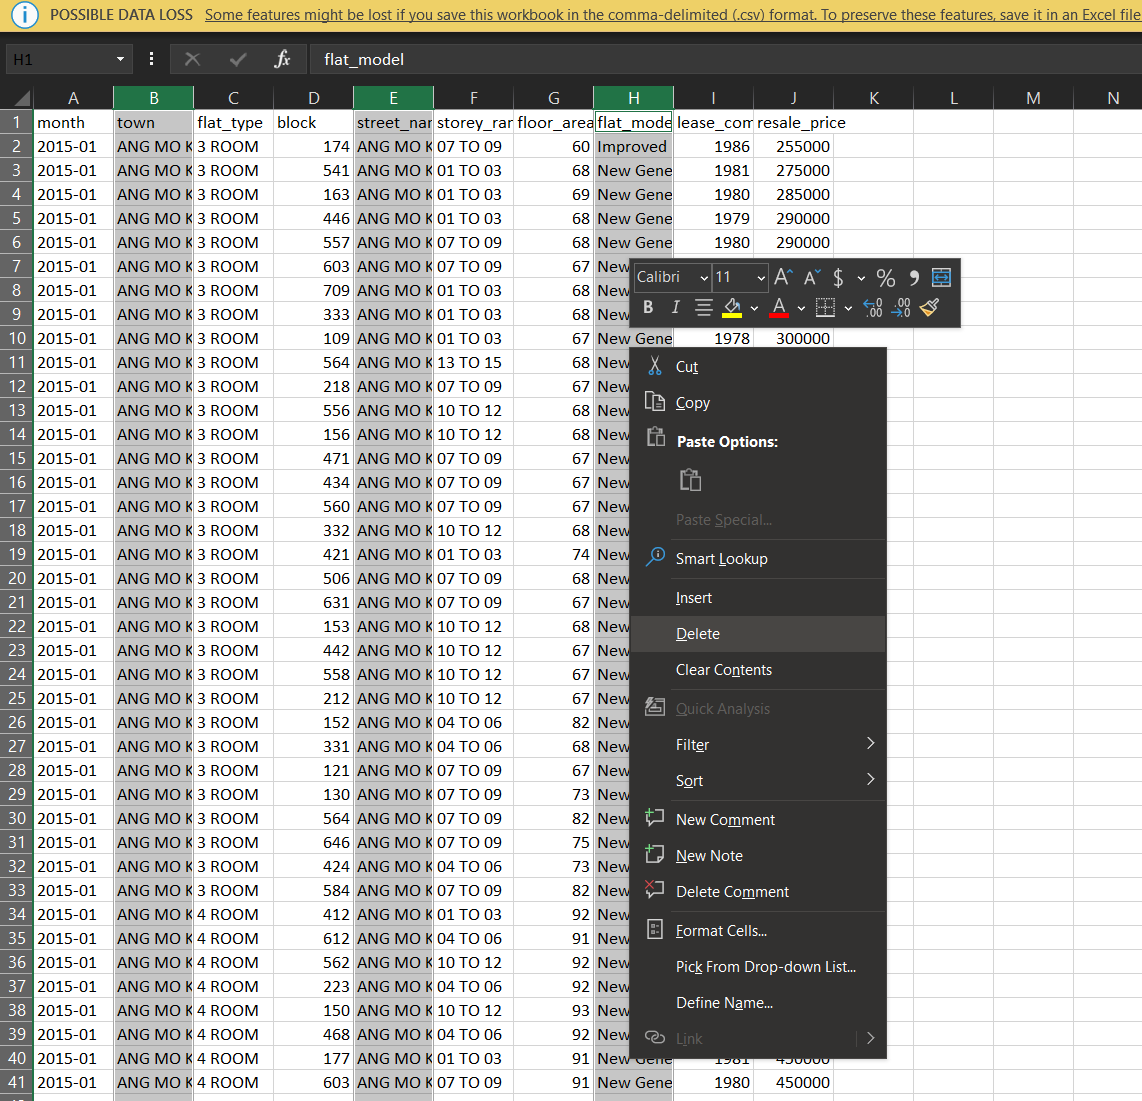 POSSIBLE DATA LOSS Some features might be lost if you save this workbook in the comma-delimited (.csv) format. To preserve these features, save it in an Excel file
H1 fx flat_model
A B C D E F G H I J K L M N
1 month town flat_type block street_nar storey_rar floor_area flat_mode lease_com resale_price
2 2015-01 ANG MO K 3 ROOM 174 ANG MO K 07 TO 09 60 Improved 1986 255000
3 2015-01 ANG MO K 3 ROOM 541 ANG MO K 01 TO 03 68 New Gene 1981 275000
4 2015-01 ANG MO K 3 ROOM 163 ANG MO K 01 TO 03 69 New Gene 1980 285000
5 2015-01 ANG MO K 3 ROOM 446 ANG MO K 01 TO 03 68 New Gene 1979 290000
6 2015-01 ANG MO K 3 ROOM 557 ANG MO K 07 TO 09 68 New Gene 1980 290000
7 2015-01 ANG MO K 3 ROOM 603 ANG MO K 07 TO 09 67 New
8 2015-01 ANG MO K 3 ROOM 709 ANG MO K 01 TO 03 68 New
9 2015-01 ANG MO K 3 ROOM 333 ANG MO K 01 TO 03 68 New
10 2015-01 ANG MO K 3 ROOM 109 ANG MO K 01 TO 03 67 New Gene 1978 300000
11 2015-01 ANG MO K 3 ROOM 564 ANG MO K 13 TO 15 68 New
12 2015-01 ANG MO K 3 ROOM 218 ANG MO K 07 TO 09 67 New
13 2015-01 ANG MO K 3 ROOM 556 ANG MO K 10 TO 12 68 New
14 2015-01 ANG MO K 3 ROOM 156 ANG MO K 10 TO 12 68 New
15 2015-01 ANG MO K 3 ROOM 471 ANG MO K 07 TO 09 67 New
16 2015-01 ANG MO K 3 ROOM 434 ANG MO K 07 TO 09 67 New
17 2015-01 ANG MO K 3 ROOM 560 ANG MO K 07 TO 09 67 New
18 2015-01 ANG MO K 3 ROOM 332 ANG MO K 10 TO 12 68 New
19 2015-01 ANG MO K 3 ROOM 421 ANG MO K 01 TO 03 74 New
20 2015-01 ANG MO K 3 ROOM 506 ANG MO K 07 TO 09 68 New
21 2015-01 ANG MO K 3 ROOM 631 ANG MO K 07 TO 09 67 New
22 2015-01 ANG MO K 3 ROOM 153 ANG MO K 10 TO 12 68 New
23 2015-01 ANG MO K 3 ROOM 442 ANG MO K 10 TO 12 67 New
24 2015-01 ANG MO K 3 ROOM 558 ANG MO K 10 TO 12 67 New
25 2015-01 ANG MO K 3 ROOM 212 ANG MO K 10 TO 12 67 New
26 2015-01 ANG MO K 3 ROOM 152 ANG MO K 04 TO 06 82 New
27 2015-01 ANG MO K 3 ROOM 331 ANG MO K 04 TO 06 68 New
28 2015-01 ANG MO K 3 ROOM 121 ANG MO K 07 TO 09 67 New
29 2015-01 ANG MO K 3 ROOM 130 ANG MO K 07 TO 09 73 New
30 2015-01 ANG MO K 3 ROOM 564 ANG MO K 07 TO 09 82 New
31 2015-01 ANG MO K 3 ROOM 646 ANG MO K 07 TO 09 75 New
32 2015-01 ANG MO K 3 ROOM 424 ANG MO K 04 TO 06 73 New
33 2015-01 ANG MO K 3 ROOM 584 ANG MO K 07 TO 09 82 New
34 2015-01 ANG MO K 4 ROOM 412 ANG MO K 01 TO 03 92 New
35 2015-01 ANG MO K 4 ROOM 612 ANG MO K 04 TO 06 91 New
36 2015-01 ANG MO K 4 ROOM 562 ANG MO K 10 TO 12 92 New
37 2015-01 ANG MO K 4 ROOM 223 ANG MO K 04 TO 06 92 New
38 2015-01 ANG MO K 4 ROOM 150 ANG MO K 10 TO 12 93 New
39 2015-01 ANG MO K 4 ROOM 468 ANG MO K 04 TO 06 92 New
40 2015-01 ANG MO K 4 ROOM 177 ANG MO K 01 TO 03 91 New Gene
41 2015-01 ANG MO K 4 ROOM 603 ANG MO K 07 TO 09 91 New Gene 1980 450000
Calibri 11 A A $ % ,
B I A .00 .00
Cut
Copy
Paste Options:
Paste Special...
Smart Lookup
Insert
Delete
Clear Contents
Quick Analysis
Filter
Sort
New Comment
New Note
Delete Comment
Format Cells...
Pick From Drop-down List...
Define Name...
Link